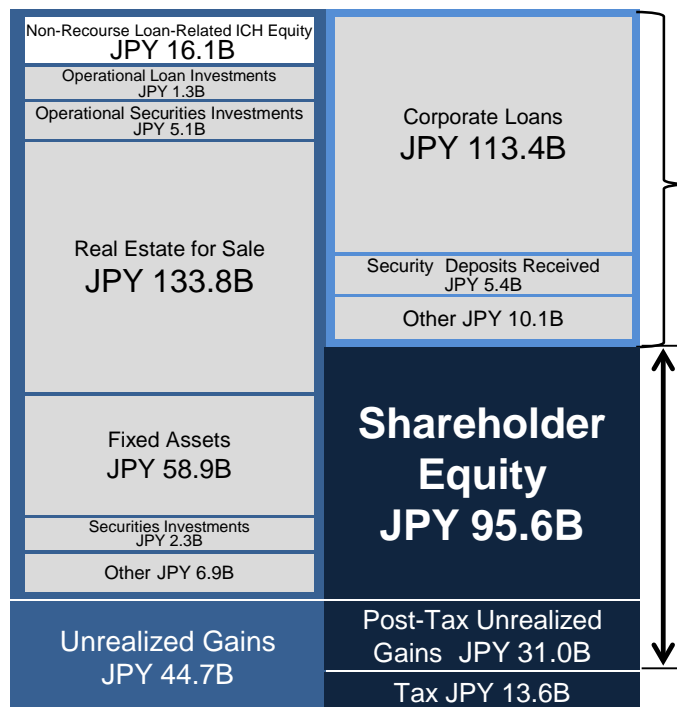 Non-Recourse Loan-Related ICH Equity
JPY 16.1B
Operational Loan Investments
JPY 1.3B
Operational Securities Investments
JPY 5.1B
Real Estate for Sale
JPY 133.8B
Fixed Assets
JPY 58.9B
Securities Investments
JPY 2.3B
Other JPY 6.9B
Unrealized Gains
JPY 44.7B
Corporate Loans
JPY 113.4B
Security Deposits Received
JPY 5.4B
Other JPY 10.1B
Shareholder
Equity
JPY 95.6B
Post-Tax Unrealized
Gains JPY 31.0B
Tax JPY 13.6B